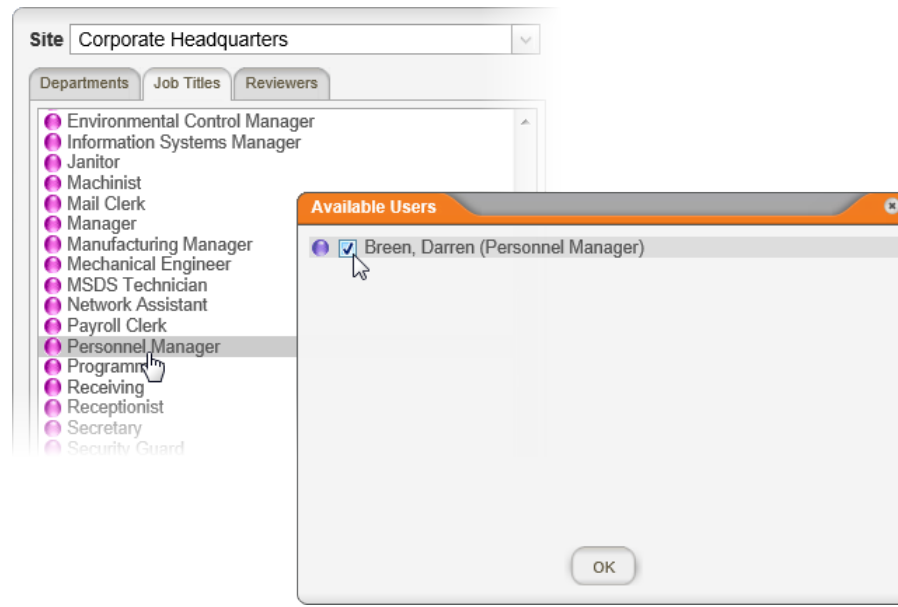 Site Corporate Headquarters
Departments Job Titles Reviewers
Environmental Control Manager
Information Systems Manager
Janitor
Machinist
Mail Clerk
Manager
Manufacturing Manager
Mechanical Engineer
MSDS Technician
Network Assistant
Payroll Clerk
Personnel Manager
Receiving
Receptionist
Secretary
Security Guard
Available Users
Breen, Darren (Personnel Manager)
OK